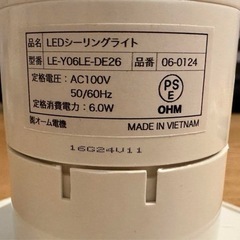 品名 LEDシーリングライト
型番 LE-Y06LE-DE26 品番 06-0124
定格電圧：AC100V
50/60Hz
定格消費電力：6.0W
PS
E
OHM
㈱オーム電機
MADE IN VIETNAM
16G24V11